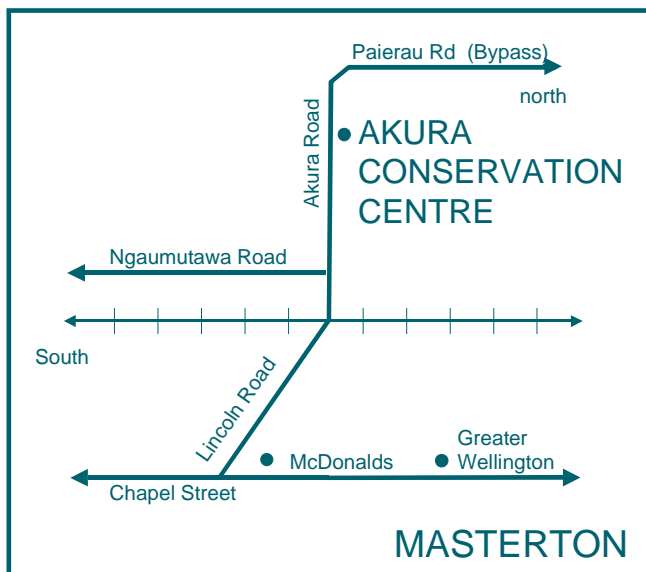 Paierau Rd  (Bypass)
north
Akura Road
AKURA
CONSERVATION
CENTRE
Ngaumutawa Road
South
Lincoln Road
McDonalds
Greater
Wellington
Chapel Street
MASTERTON